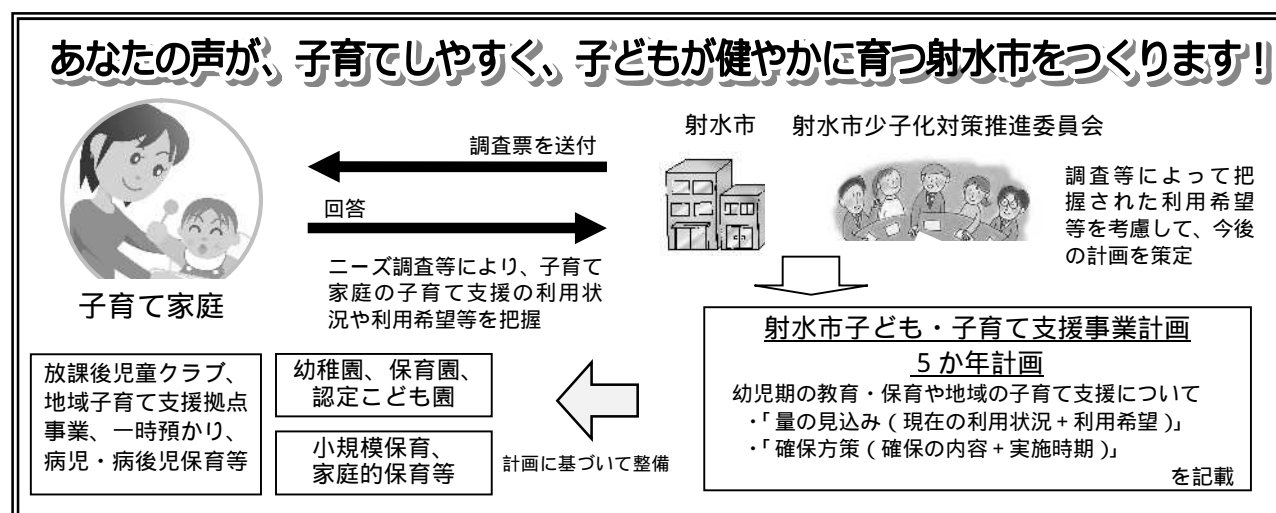 あなたの声が、子育てしやすく、子どもが健やかに育つ射水市をつくります！
射水市
射水市少子化対策推進委員会
調査票を送付
回答
調査等によって把
握された利用希望
等を考慮して、今後
の計画を策定
ニーズ調査等により、子育て
家庭の子育て支援の利用状
況や利用希望等を把握
子育て家庭
射水市子ども・子育て支援事業計画
５か年計画
幼児期の教育・保育や地域の子育て支援について
・「量の見込み（現在の利用状況＋利用希望）」
・「確保方策（確保の内容＋実施時期）」
を記載
計画に基づいて整備
幼稚園、保育園、
認定こども園
小規模保育、
家庭的保育等
放課後児童クラブ、
地域子育て支援拠点
事業、一時預かり、
病児・病後児保育等